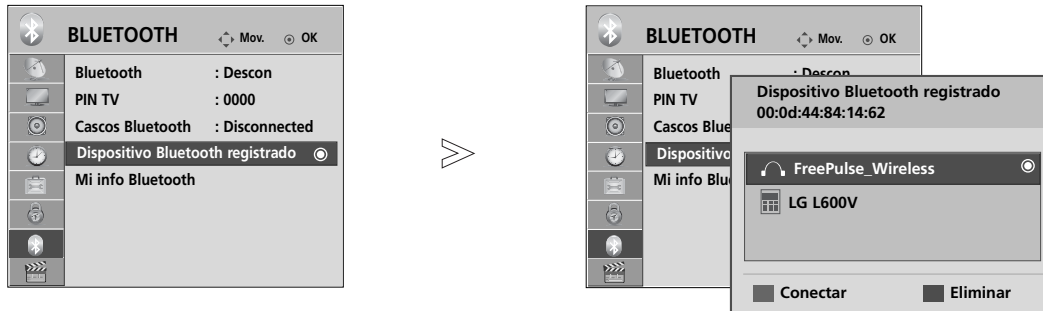 BLUETOOTH Mov. OK
Bluetooth : Descon
PIN TV : 0000
Cascos Bluetooth : Disconnected
Dispositivo Bluetooth registrado
Mi info Bluetooth
BLUETOOTH Mov. OK
Bluetooth : Descon
PIN TV
Cascos Blue
Dispositivo
Mi info Blu
Dispositivo Bluetooth registrado
00:0d:44:84:14:62
FreePulse_Wireless
LG L600V
Conectar Eliminar